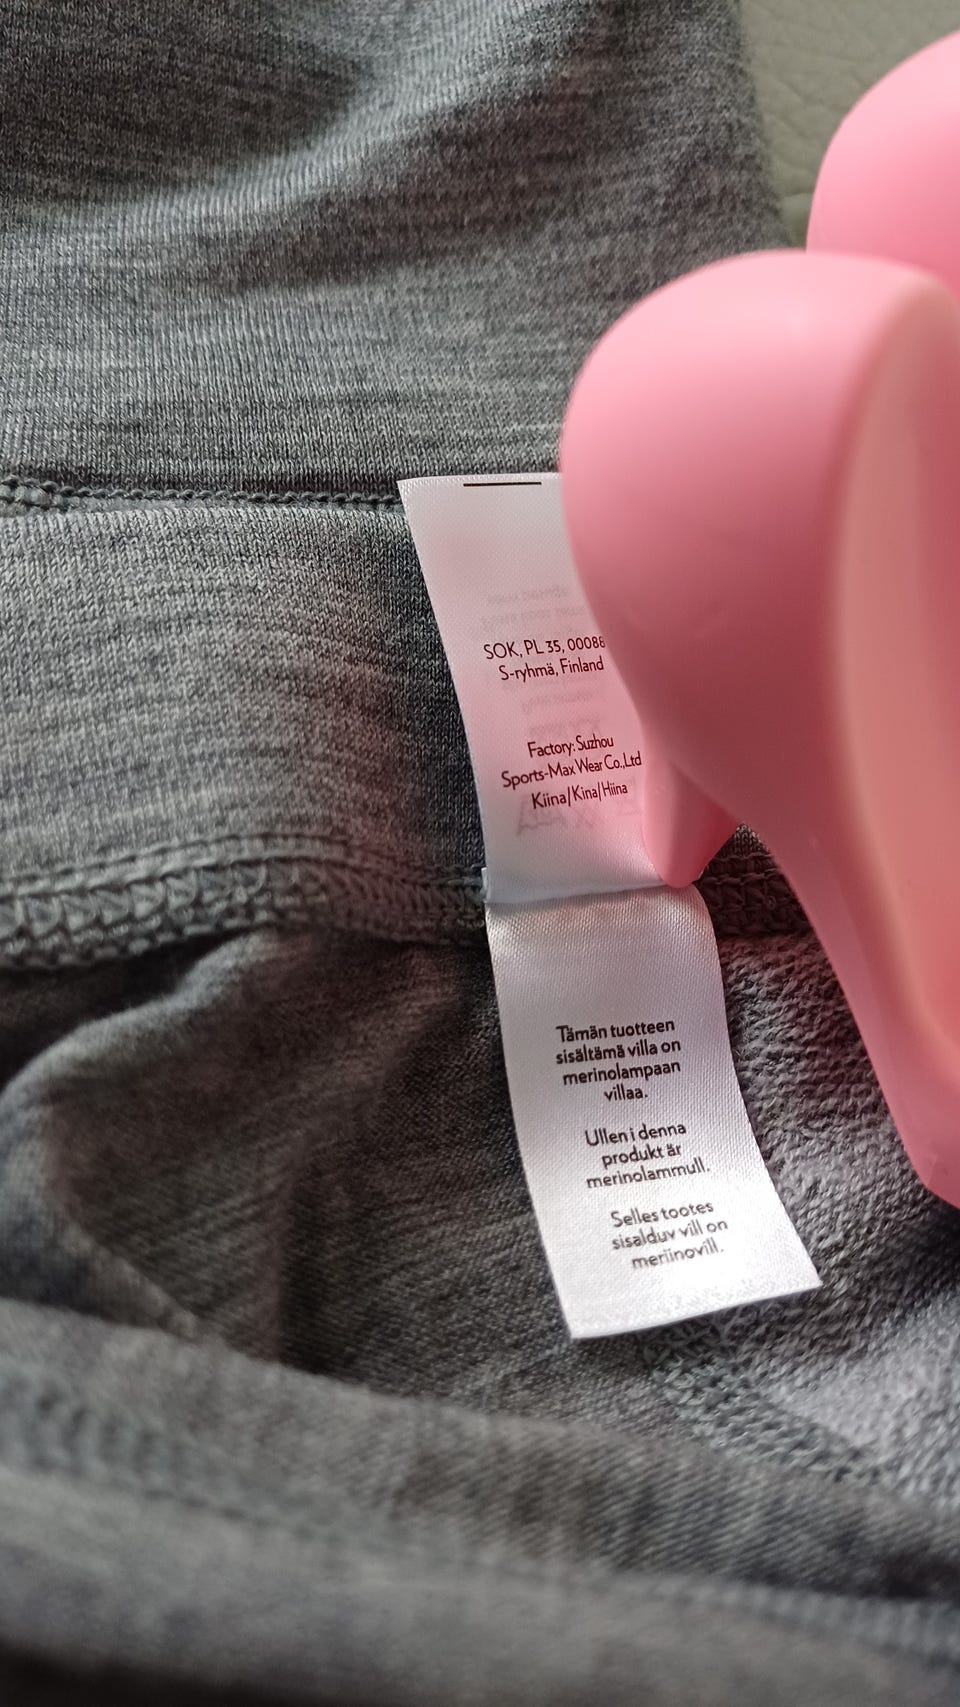 SOK, PL 35, 00088
S-ryhmä, Finland
Factory: Suzhou
Sports-Max Wear Co.,Ltd
Kiina/Kina/Hiina
Tämän tuotteen
sisältämä villa on
merinolampaan
villaa.
Ullen i denna
produkt är
merinolammull.
Selles tootes
sisalduv vill on
meriinovill.